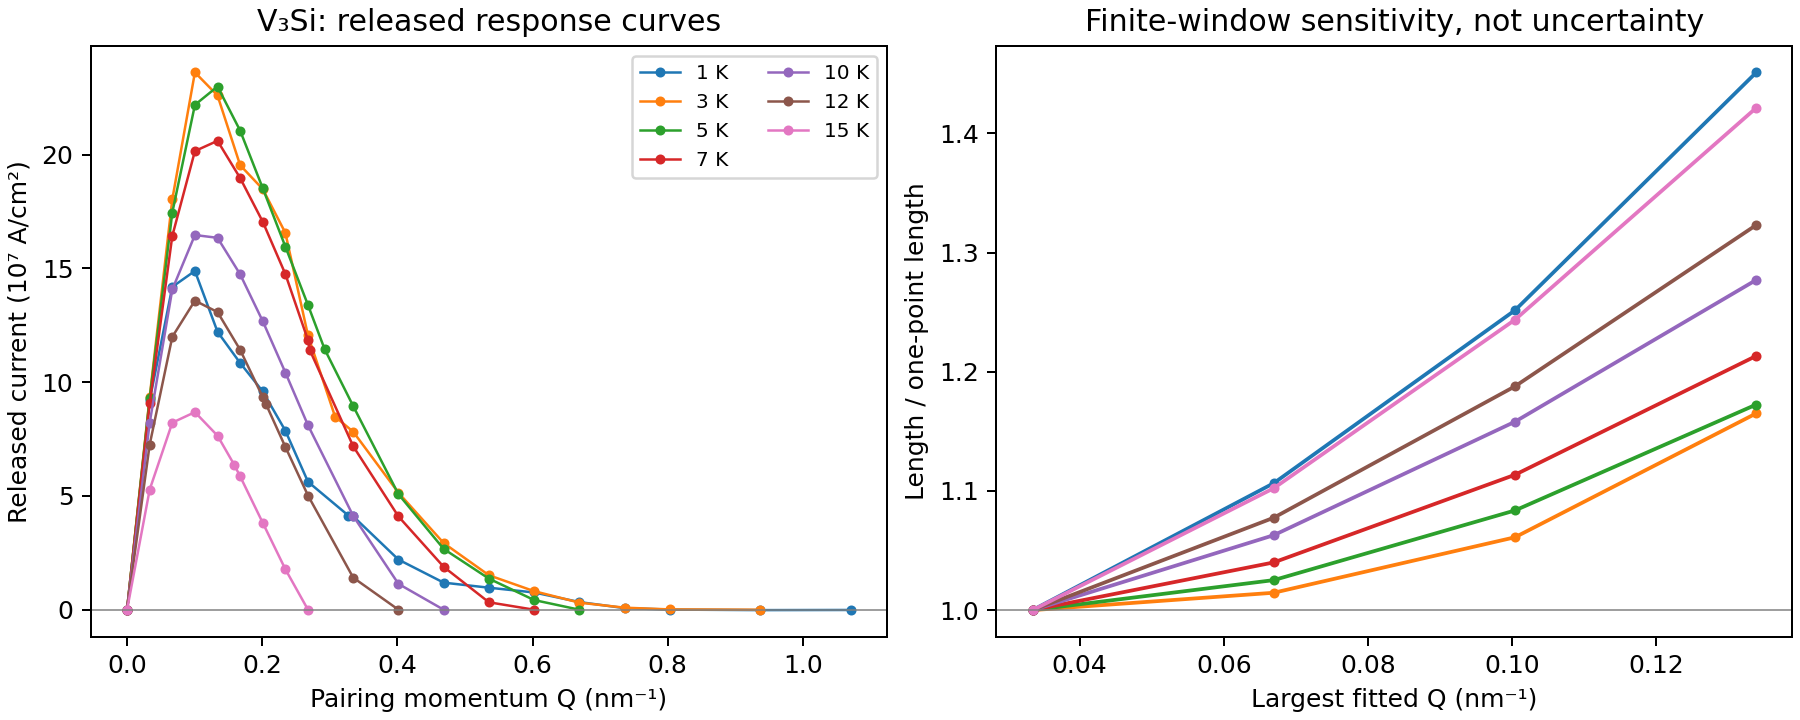 V₃Si: released response curves
Released current (10⁷ A/cm²)
20
15
10
5
0
1 K
3 K
5 K
7 K
10 K
12 K
15 K
0.0 0.2 0.4 0.6 0.8 1.0
Pairing momentum Q (nm⁻¹)
Finite-window sensitivity, not uncertainty
Length / one-point length
1.4
1.3
1.2
1.1
1.0
0.04 0.06 0.08 0.10 0.12
Largest fitted Q (nm⁻¹)